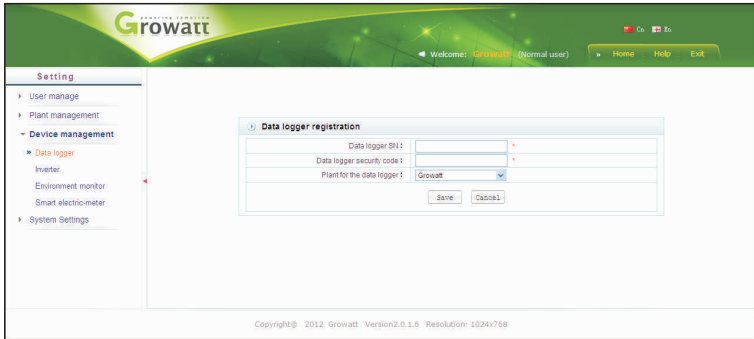 powering tomorrow
Growatt
Cn En
Welcome: Growatt (Normal user)
» Home Help Exit
Setting
User manage
Plant management
Device management
» Data logger
Inverter
Environment monitor
Smart electric-meter
System Settings
Data logger registration
Data logger SN: *
Data logger security code: *
Plant for the data logger: Growatt
Save Cancel
Copyright© 2012 Growatt Version2.0.1.6 Resolution: 1024x768